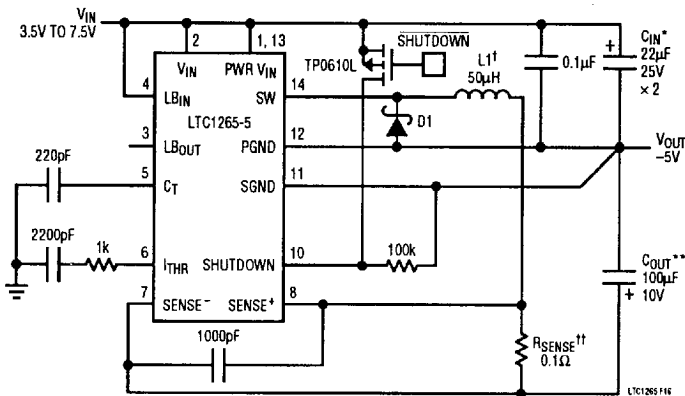 VIN
3.5V TO 7.5V
2
1, 13
VIN
PWR VIN
4
LBIN
SW
14
LTC1265-5
3
LBOUT
PGND
12
5
CT
SGND
11
6
ITHR
SHUTDOWN
10
7
SENSE−
SENSE+
8
220pF
2200pF
1k
1000pF
SHUTDOWN
TP0610L
L1†
50µH
D1
100k
0.1µF
+
CIN*
22µF
25V
× 2
VOUT
−5V
COUT**
100µF
+
10V
RSENSE††
0.1Ω
LTC1265 F16